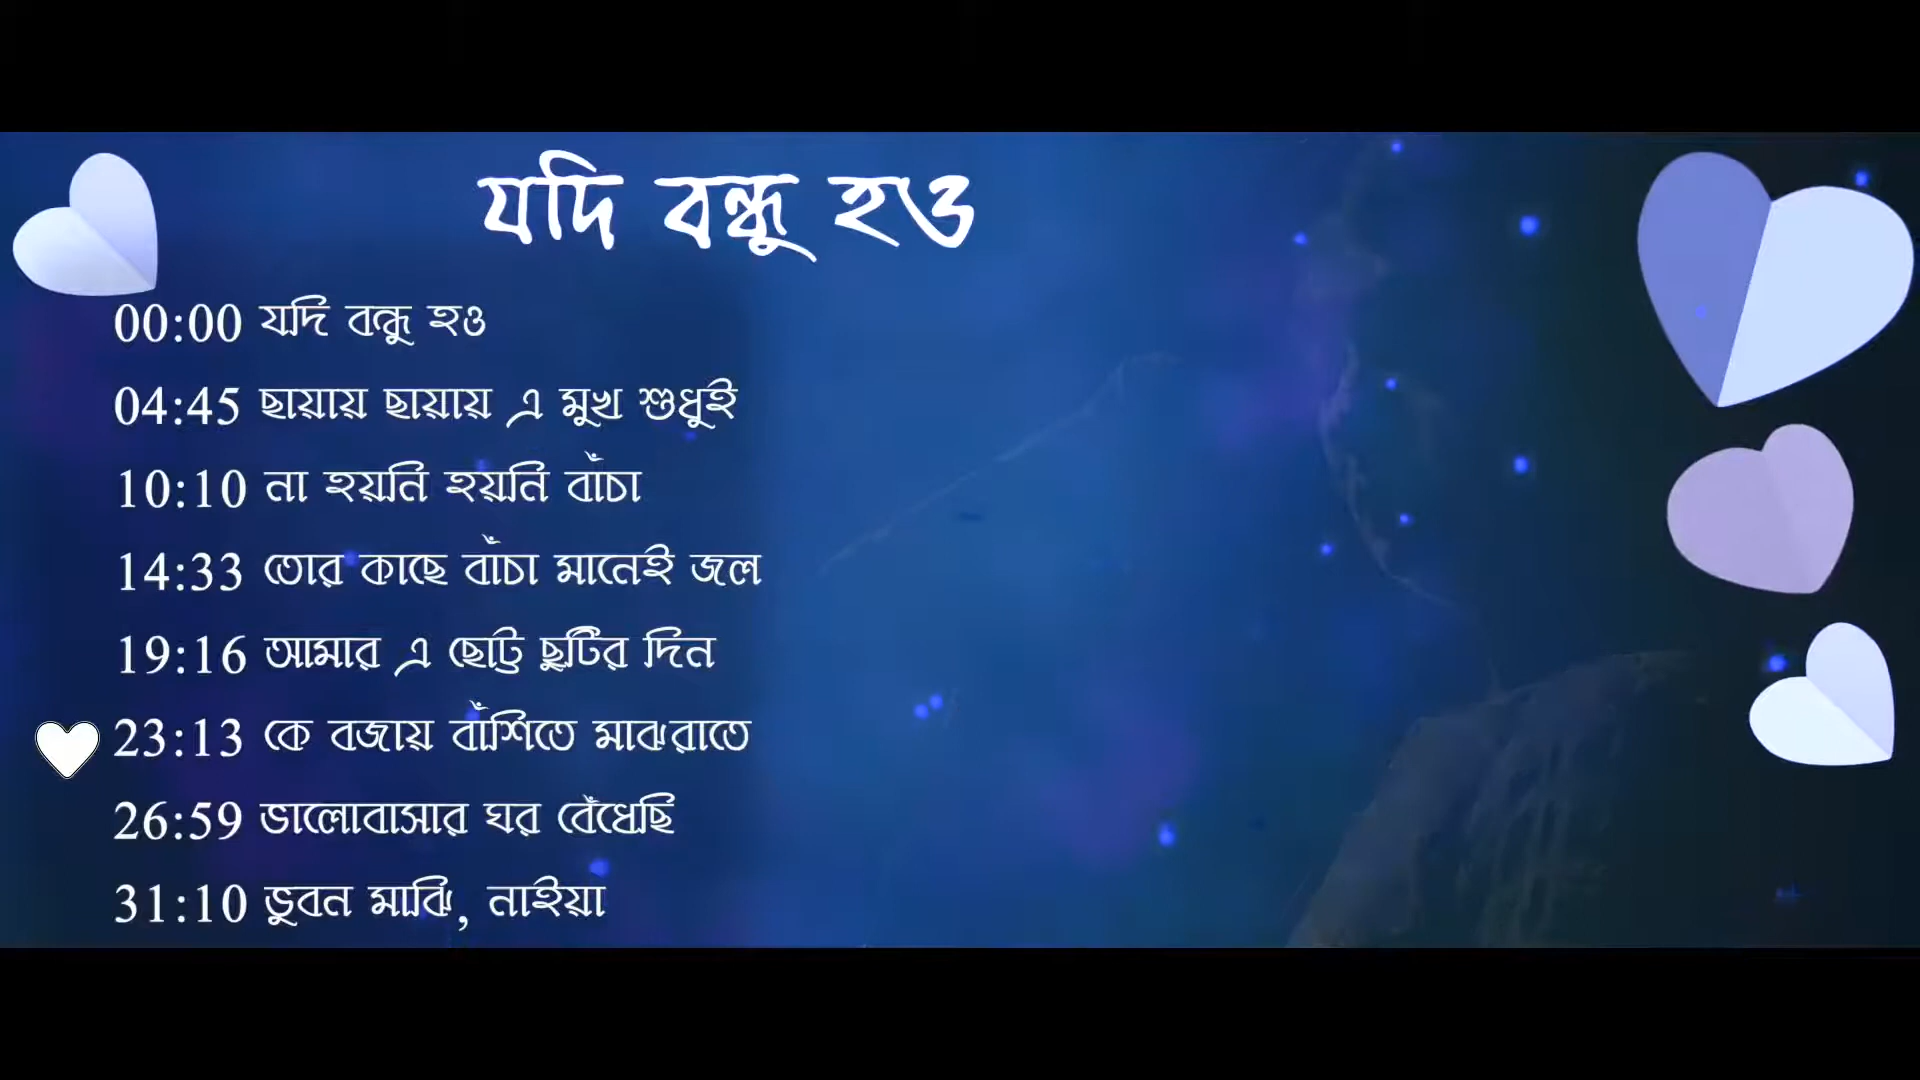 যদি বন্ধু হও
00:00 যদি বন্ধু হও
04:45 ছায়ায় ছায়ায় এ মুখ শুধুই
10:10 না হয়নি হয়নি বাঁচা
14:33 তোর কাছে বাঁচা মানেই জল
19:16 আমার এ ছোট্ট ছুটির দিন
23:13 কে বজায় বাঁশিতে মাঝরাতে
26:59 ভালোবাসার ঘর বেঁধেছি
31:10 ভুবন মাঝি, নাইয়া